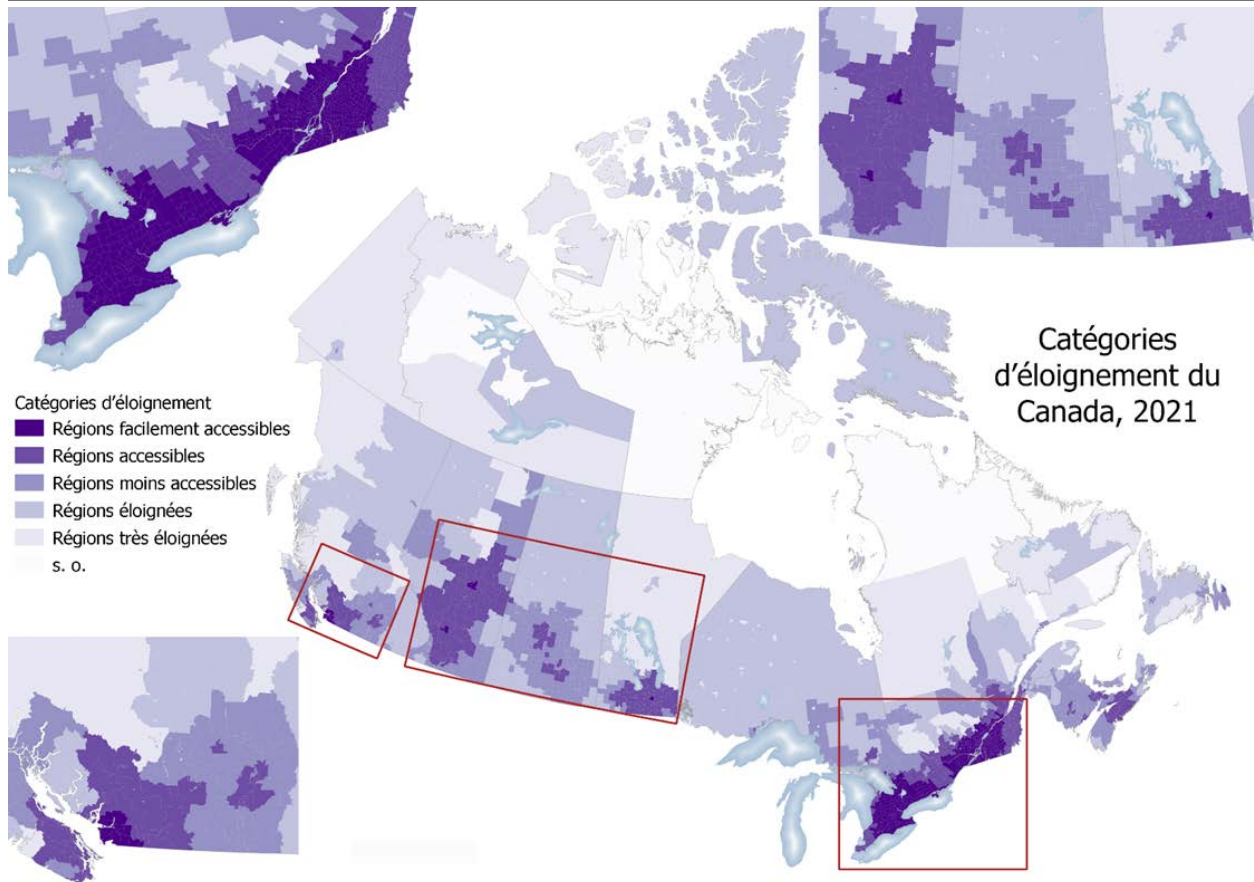 Catégories
d'éloignement du
Canada, 2021
Catégories d'éloignement
Régions facilement accessibles
Régions accessibles
Régions moins accessibles
Régions éloignées
Régions très éloignées
s. o.